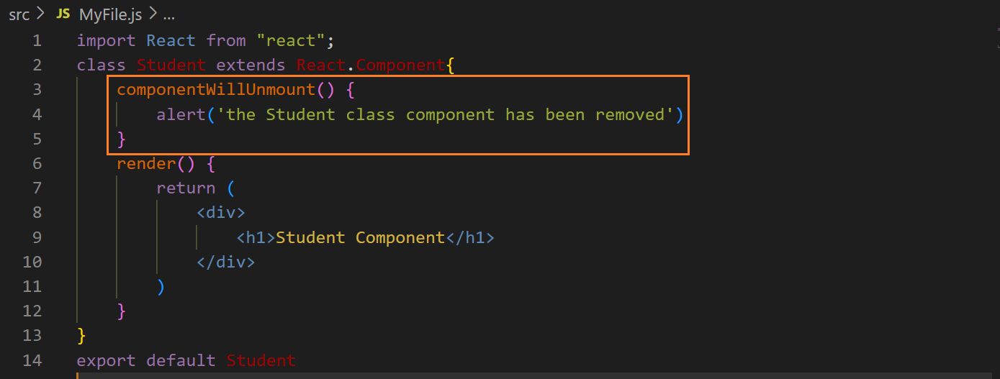 src > JS MyFile.js > ...
1 import React from "react";
2 class Student extends React.Component{
3 componentWillUnmount() {
4 alert('the Student class component has been removed')
5 }
6 render() {
7 return (
8 <div>
9 <h1>Student Component</h1>
10 </div>
11 )
12 }
13 }
14 export default Student